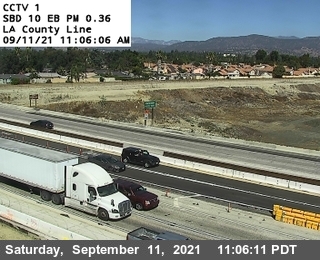 CCTV 1
SBD 10 EB PM 0.36
LA County Line
09/11/21 11:06:06 AM
Saturday, September 11, 2021 11:06:11 PDT